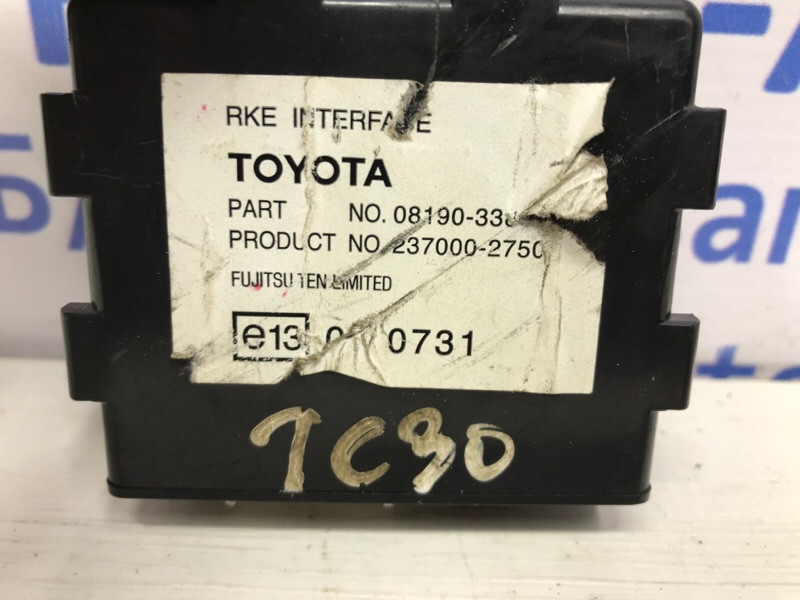 RKE INTERFACE
TOYOTA
PART NO. 08190-33
PRODUCT NO. 237000-2750
FUJITSU TEN LIMITED
e13 0731
TC30